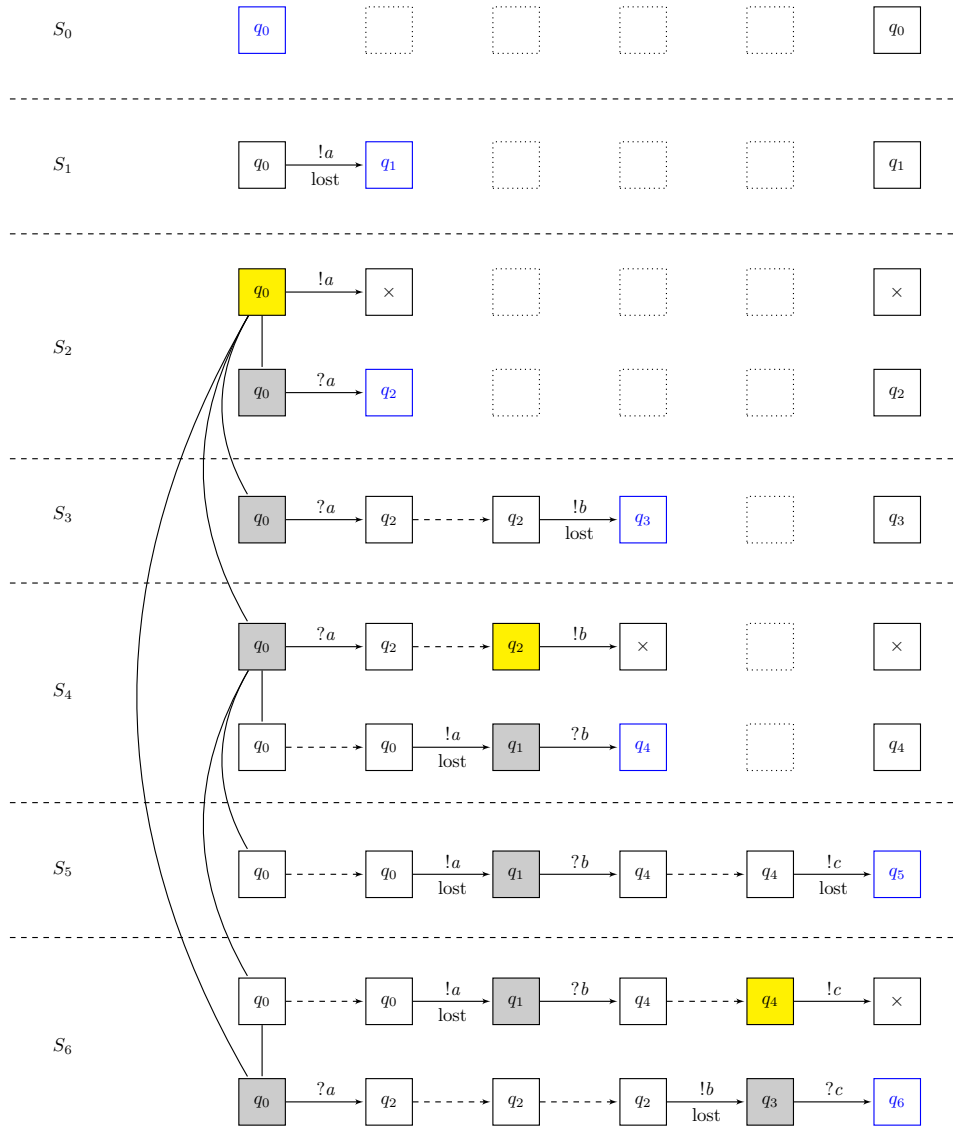 S₀ q₀ q₀
!a
S₁ q₀ q₁ q₁
lost
!a
q₀ × ×
S₂
?a
q₀ q₂ q₂
?a !b
S₃ q₀ q₂ q₂ q₃ q₃
lost
?a !b
q₀ q₂ q₂ × ×
S₄
!a ?b
q₀ q₀ q₁ q₄ q₄
lost
!a ?b !c
S₅ q₀ q₀ q₁ q₄ q₄ q₅
lost lost
!a ?b !c
q₀ q₀ q₁ q₄ q₄ ×
lost
S₆
?a !b ?c
q₀ q₂ q₂ q₂ q₃ q₆
lost